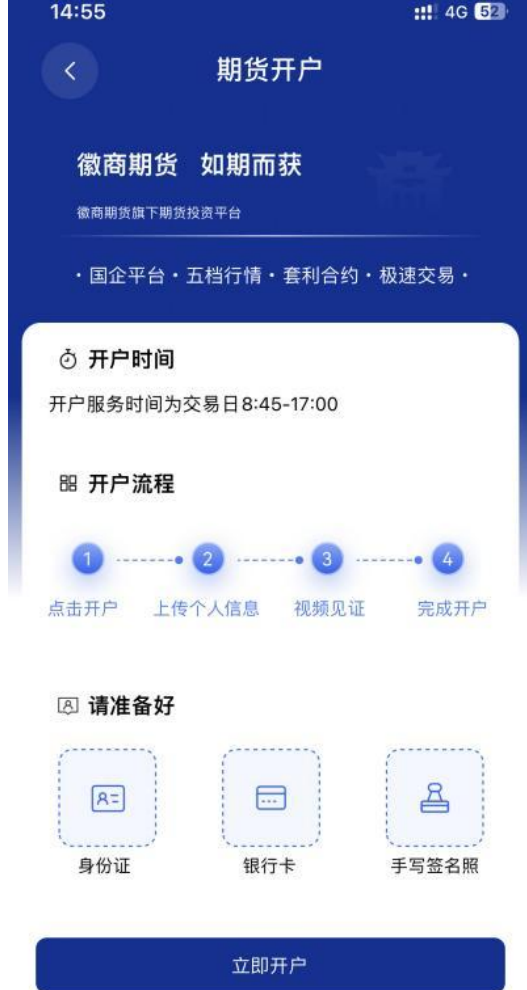 14:55
4G 52
期货开户
徽商期货 如期而获
徽商期货旗下期货投资平台
·国企平台·五档行情·套利合约·极速交易·
开户时间
开户服务时间为交易日8:45-17:00
开户流程
1 2 3 4
点击开户 上传个人信息 视频见证 完成开户
请准备好
身份证 银行卡 手写签名照
立即开户